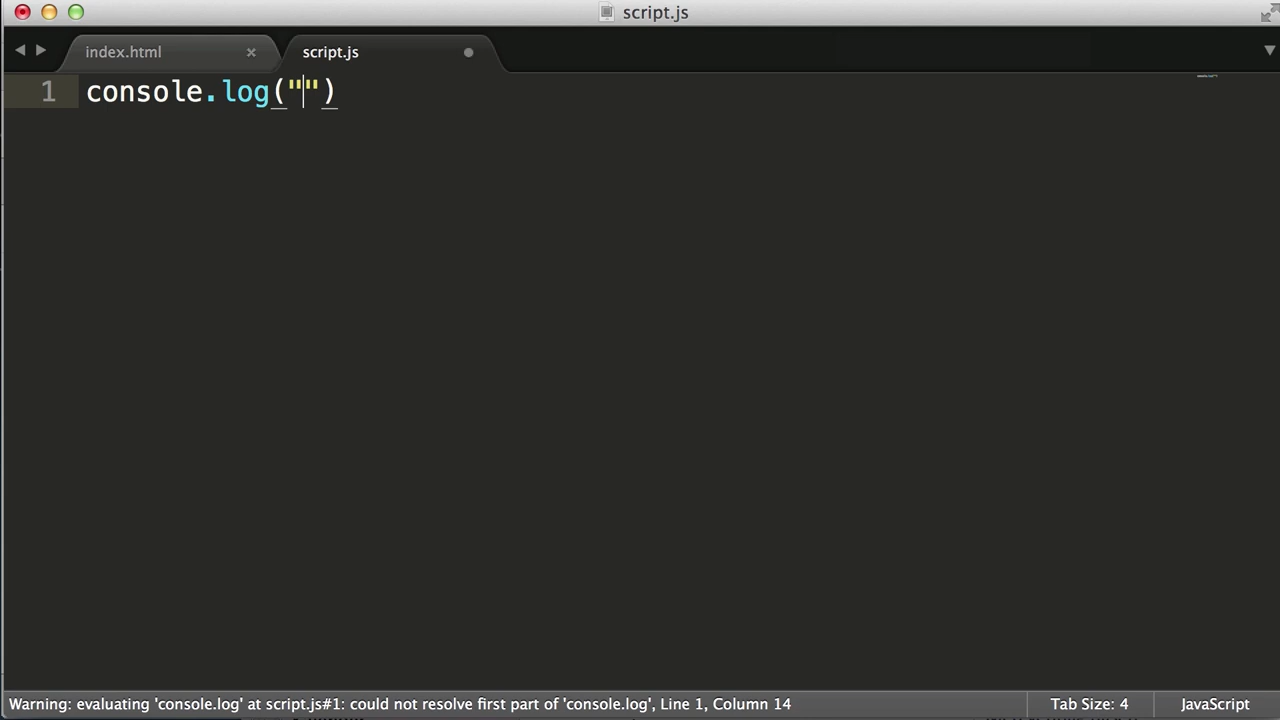 script.js
index.html
script.js
1 console.log("")
Warning: evaluating 'console.log' at script.js#1: could not resolve first part of 'console.log', Line 1, Column 14
Tab Size: 4
JavaScript